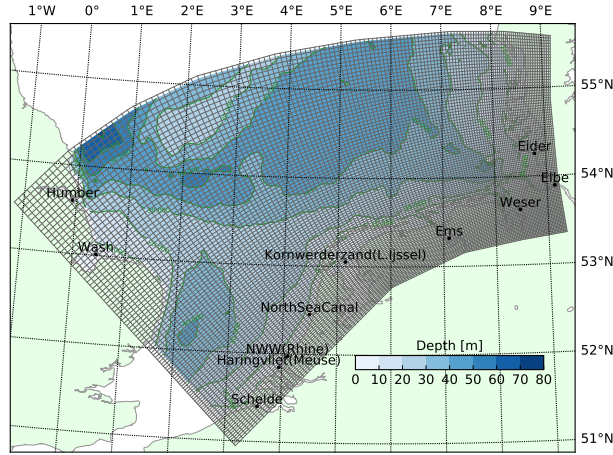 1°W 0° 1°E 2°E 3°E 4°E 5°E 6°E 7°E 8°E 9°E
55°N
Eider
54°N
Elbe
Humber
Weser
Ems
Wash
Kornwerderzand(L.Ijssel)
53°N
NorthSeaCanal
Depth [m]
NWW(Rhine)
52°N
Haringvliet(Meuse)
0 10 20 30 40 50 60 70 80
Schelde
51°N